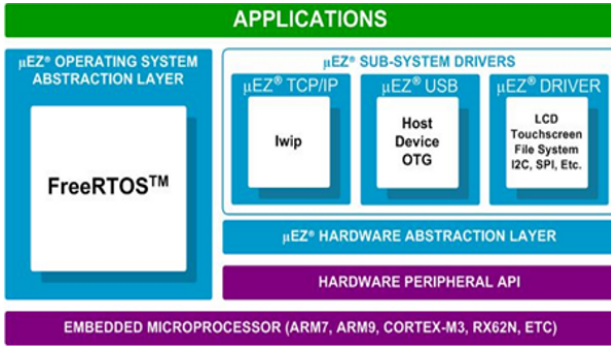 APPLICATIONS
µEZ® OPERATING SYSTEM
ABSTRACTION LAYER
FreeRTOS™
µEZ® SUB-SYSTEM DRIVERS
µEZ® TCP/IP
lwip
µEZ® USB
Host
Device
OTG
µEZ® DRIVER
LCD
Touchscreen
File System
I2C, SPI, Etc.
µEZ® HARDWARE ABSTRACTION LAYER
HARDWARE PERIPHERAL API
EMBEDDED MICROPROCESSOR (ARM7, ARM9, CORTEX-M3, RX62N, ETC)